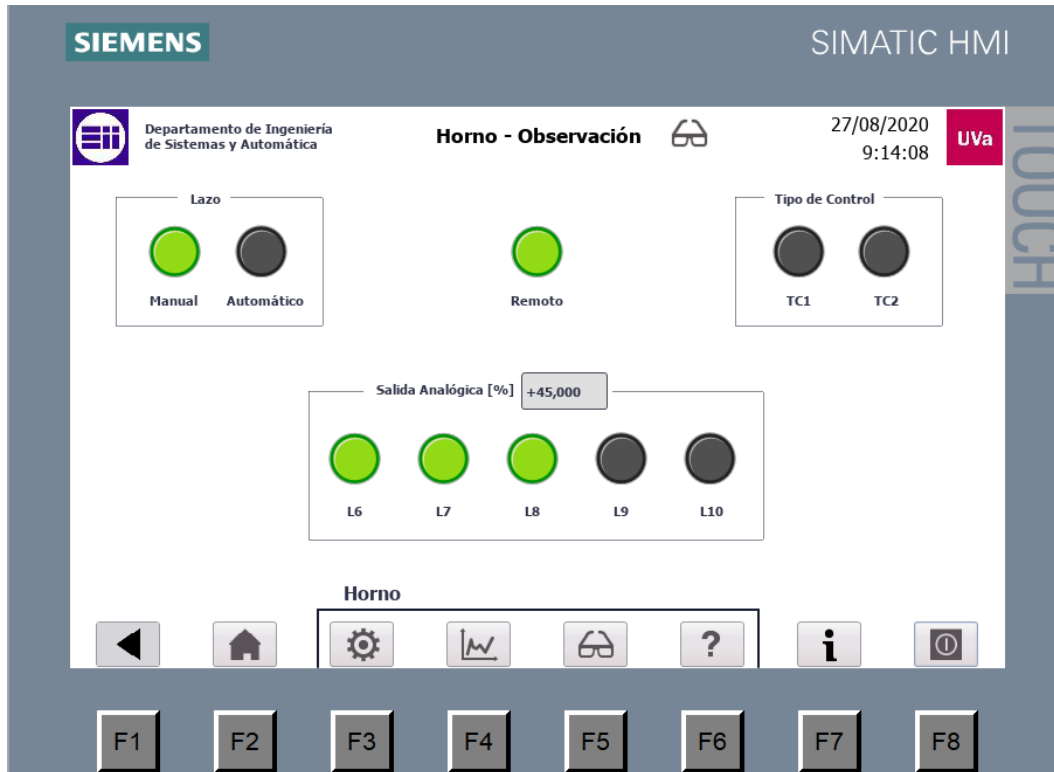 SIEMENS
SIMATIC HMI
TOUCH
Departamento de Ingeniería
de Sistemas y Automática
Horno - Observación
27/08/2020
9:14:08
UVa
Lazo
Manual
Automático
Remoto
Tipo de Control
TC1
TC2
Salida Analógica [%]
+45,000
L6
L7
L8
L9
L10
Horno
?
i
F1
F2
F3
F4
F5
F6
F7
F8